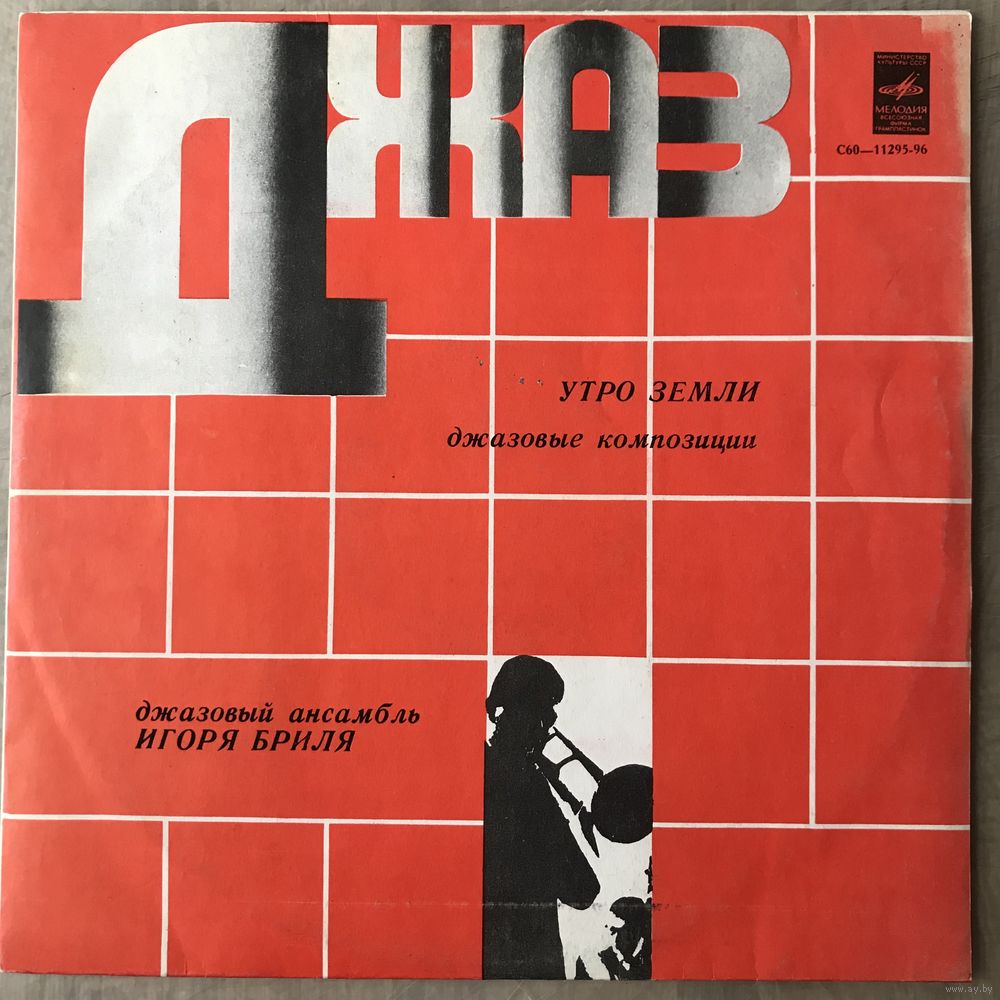 ДЖАЗ
МИНИСТЕРСТВО
КУЛЬТУРЫ СССР
МЕЛОДИЯ
ВСЕСОЮЗНАЯ
ФИРМА
ГРАМПЛАСТИНОК
С60—11295-96
УТРО ЗЕМЛИ
джазовые композиции
джазовый ансамбль
ИГОРЯ БРИЛЯ
www.ay.by